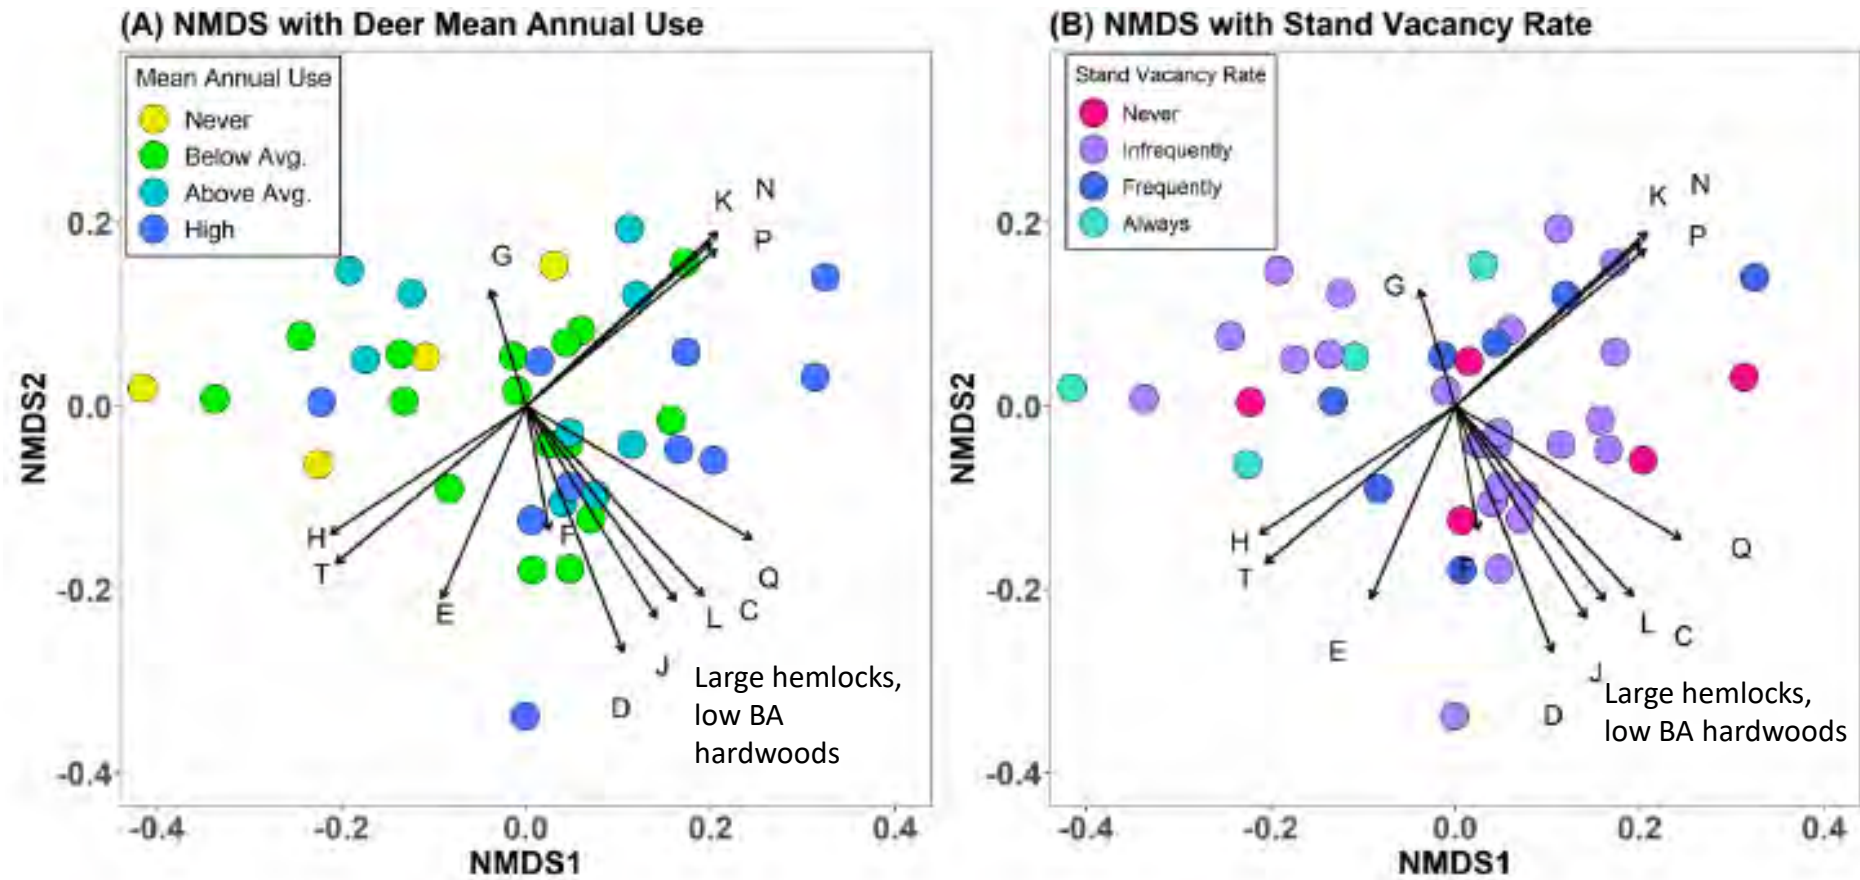 (A) NMDS with Deer Mean Annual Use
Mean Annual Use
Never
Below Avg.
Above Avg.
High
NMDS2
0.2
0.0
-0.2
-0.4
G
K
N
P
H
T
E
F
Q
L
C
J
D
Large hemlocks,
low BA
hardwoods
-0.4
-0.2
0.0
0.2
0.4
NMDS1
(B) NMDS with Stand Vacancy Rate
Stand Vacancy Rate
Never
Infrequently
Frequently
Always
NMDS2
0.2
0.0
-0.2
-0.4
G
K
N
P
H
T
E
F
Q
L
C
J
D
Large hemlocks,
low BA hardwoods
-0.4
-0.2
0.0
0.2
0.4
NMDS1